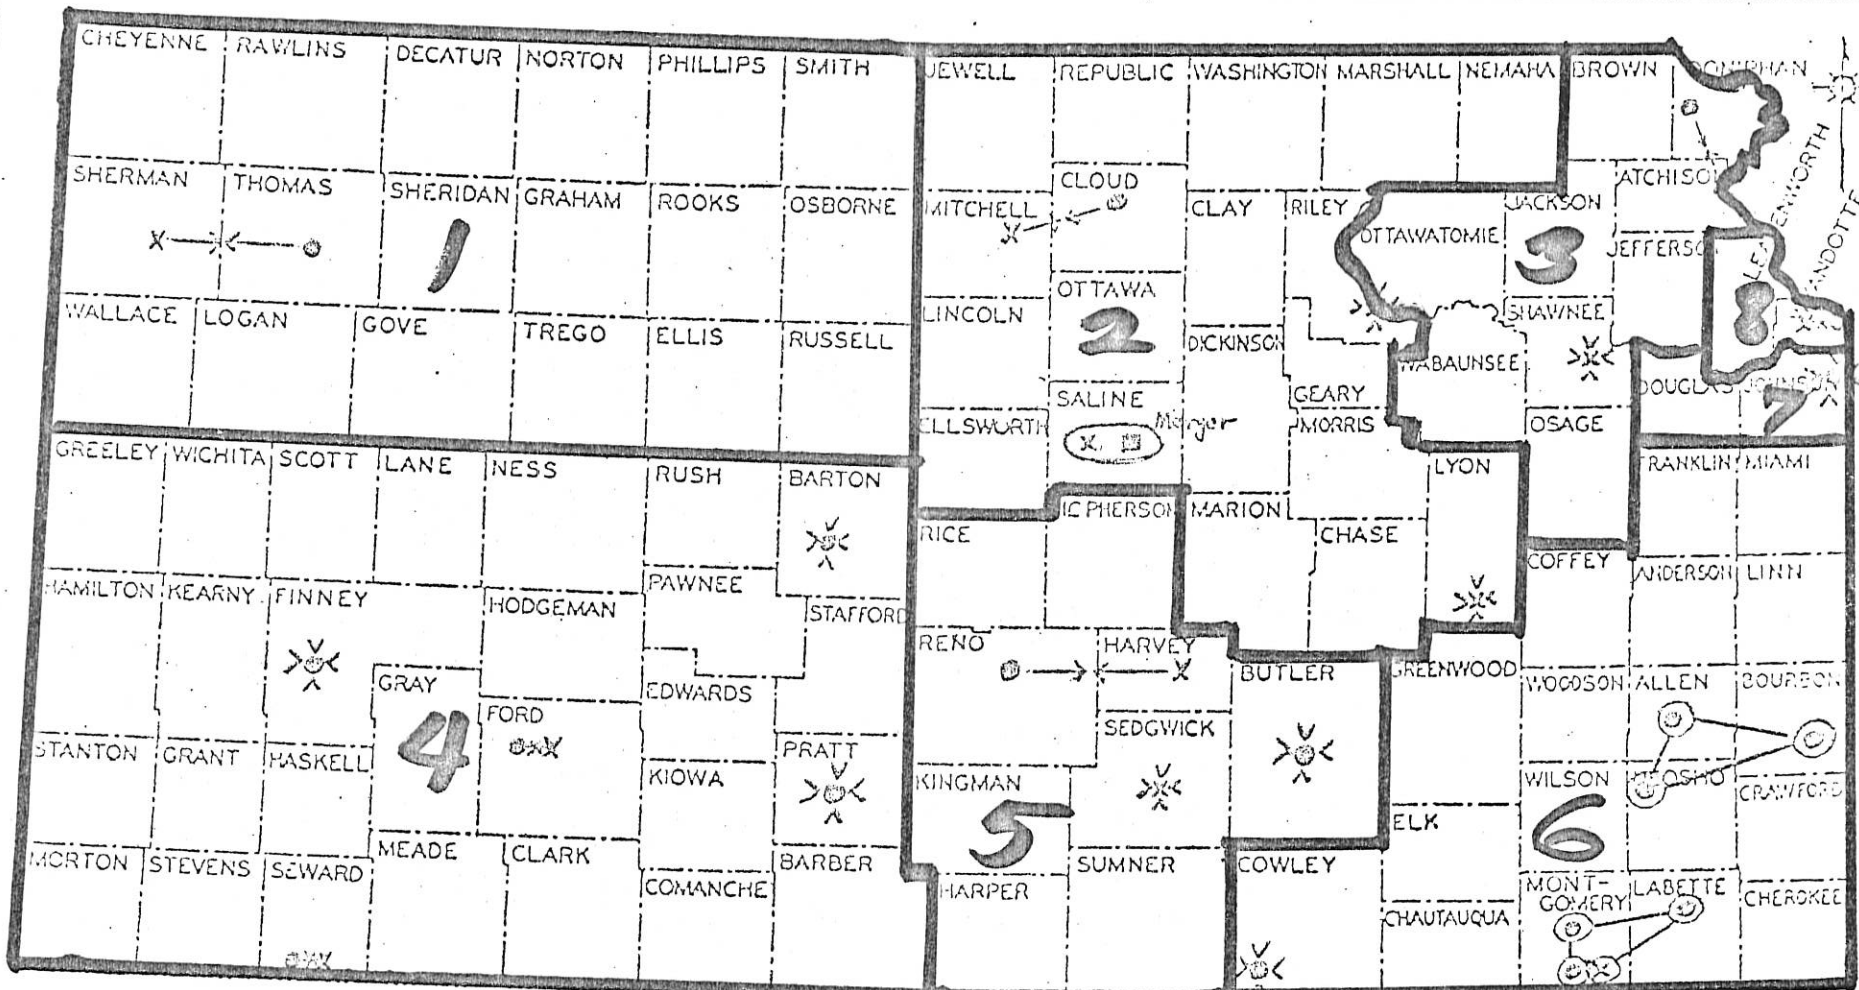 CHEYENNE RAWLINS DECATUR NORTON PHILLIPS SMITH JEWELL REPUBLIC WASHINGTON MARSHALL NEMAHA BROWN DONIPHAN
SHERMAN THOMAS SHERIDAN GRAHAM ROOKS OSBORNE MITCHELL CLOUD CLAY RILEY OTTAWATOMIE JACKSON ATCHISO
JEFFERSO
1
3
WALLACE LOGAN GOVE TREGO ELLIS RUSSELL LINCOLN OTTAWA DICKINSON SHAWNEE
2
8
GEARY WABAUNSEE DOUGLAS JOHNSON
7
ELLSWORTH SALINE Merger MORRIS OSAGE
GREELEY WICHITA SCOTT LANE NESS RUSH BARTON RICE MCPHERSON MARION CHASE LYON FRANKLIN MIAMI
HAMILTON KEARNY FINNEY HODGEMAN PAWNEE STAFFORD COFFEY ANDERSON LINN
RENO HARVEY BUTLER GREENWOOD WOODSON ALLEN BOURBON
GRAY FORD EDWARDS SEDGWICK
4
STANTON GRANT HASKELL KIOWA PRATT KINGMAN WILSON NEOSHO CRAWFORD
5
ELK
6
MORTON STEVENS SEWARD MEADE CLARK COMANCHE BARBER HARPER SUMNER COWLEY CHAUTAUQUA MONT-
GOMERY LABETTE CHEROKEE